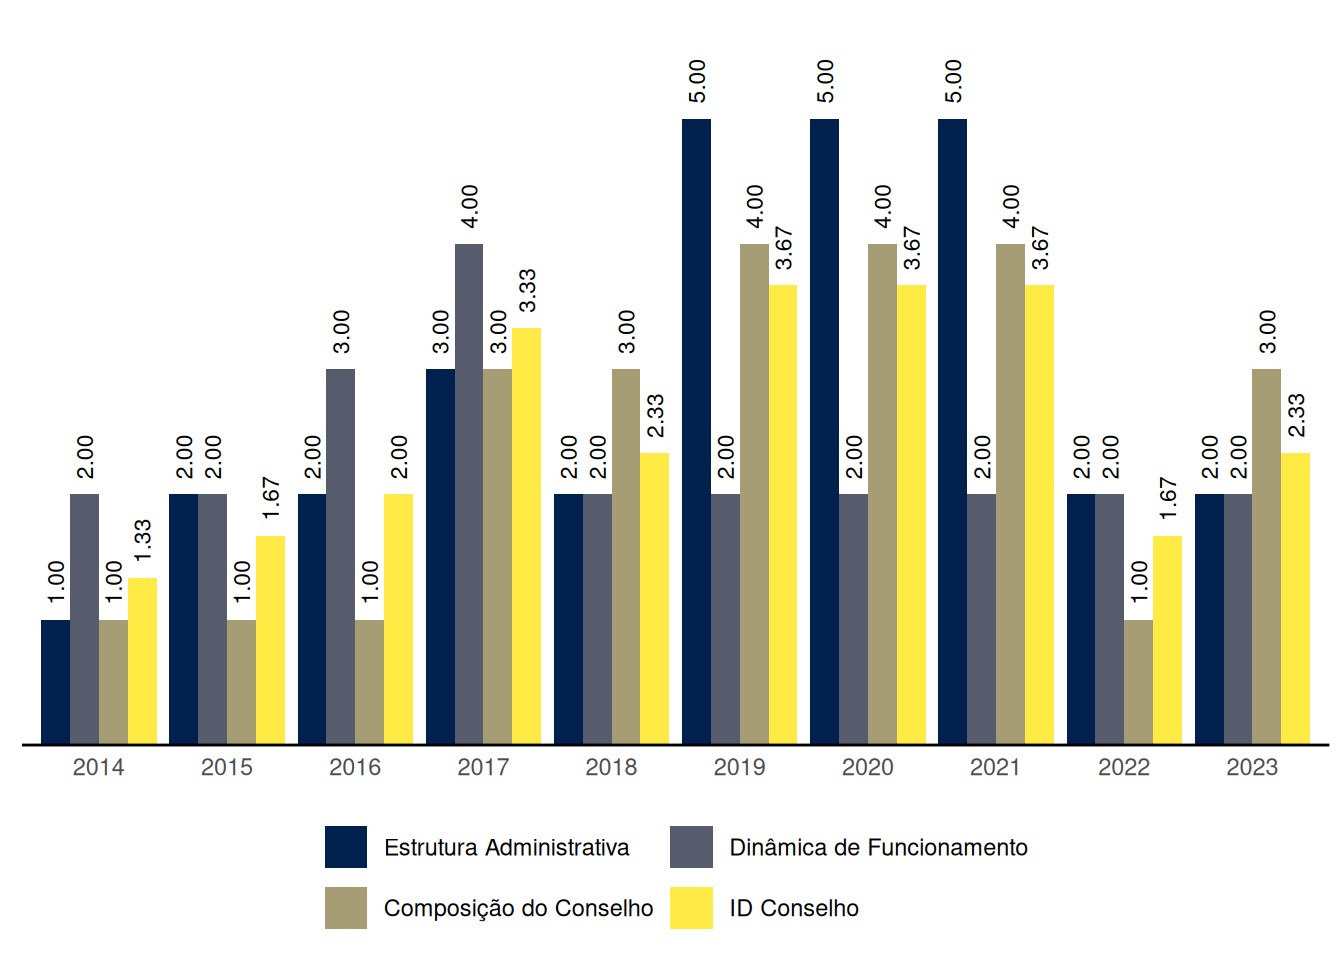 5.00 5.00 5.00
4.00 4.00 4.00 4.00
3.67 3.67 3.67
3.33
3.00 3.00 3.00 3.00 3.00
2.33 2.33
2.00 2.00 2.00 2.00 2.00 2.00 2.00 2.00 2.00 2.00 2.00 2.00 2.00 2.00
1.67 1.67
1.33
1.00 1.00 1.00 1.00 1.00
2014 2015 2016 2017 2018 2019 2020 2021 2022 2023
Estrutura Administrativa Dinâmica de Funcionamento
Composição do Conselho ID Conselho